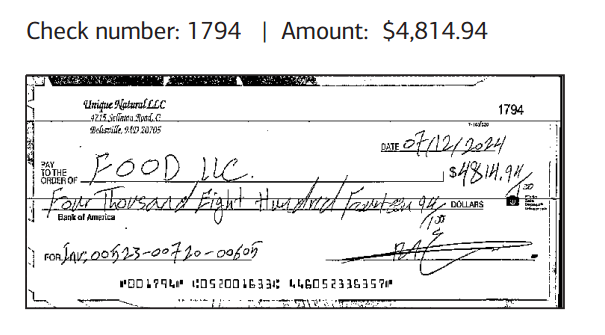 Check number: 1794 | Amount: $4,814.94
Unique Natural LLC
4215 Sellman Road, C
Beltsville, MD 20705
1794
DATE 07/12/2024
PAY TO THE ORDER OF FOOD LLC.
$4814.94/100
Four Thousand Eight Hundred Fourteen 94/100 DOLLARS
Bank of America
FOR Inv; 00523-00720-00605
⑈001794⑈ ⑆052001633⑆ 446052336357⑈